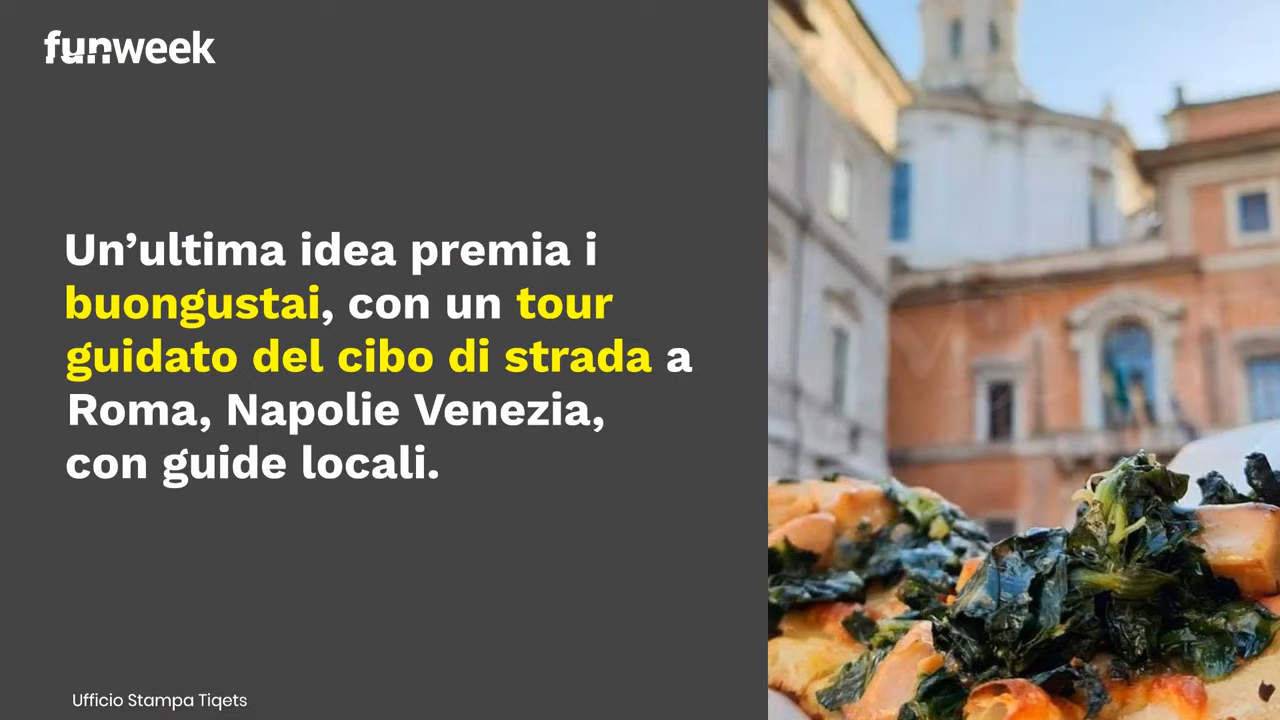 funweek
Un’ultima idea premia i
buongustai, con un tour
guidato del cibo di strada a
Roma, Napolie Venezia,
con guide locali.
Ufficio Stampa Tiqets